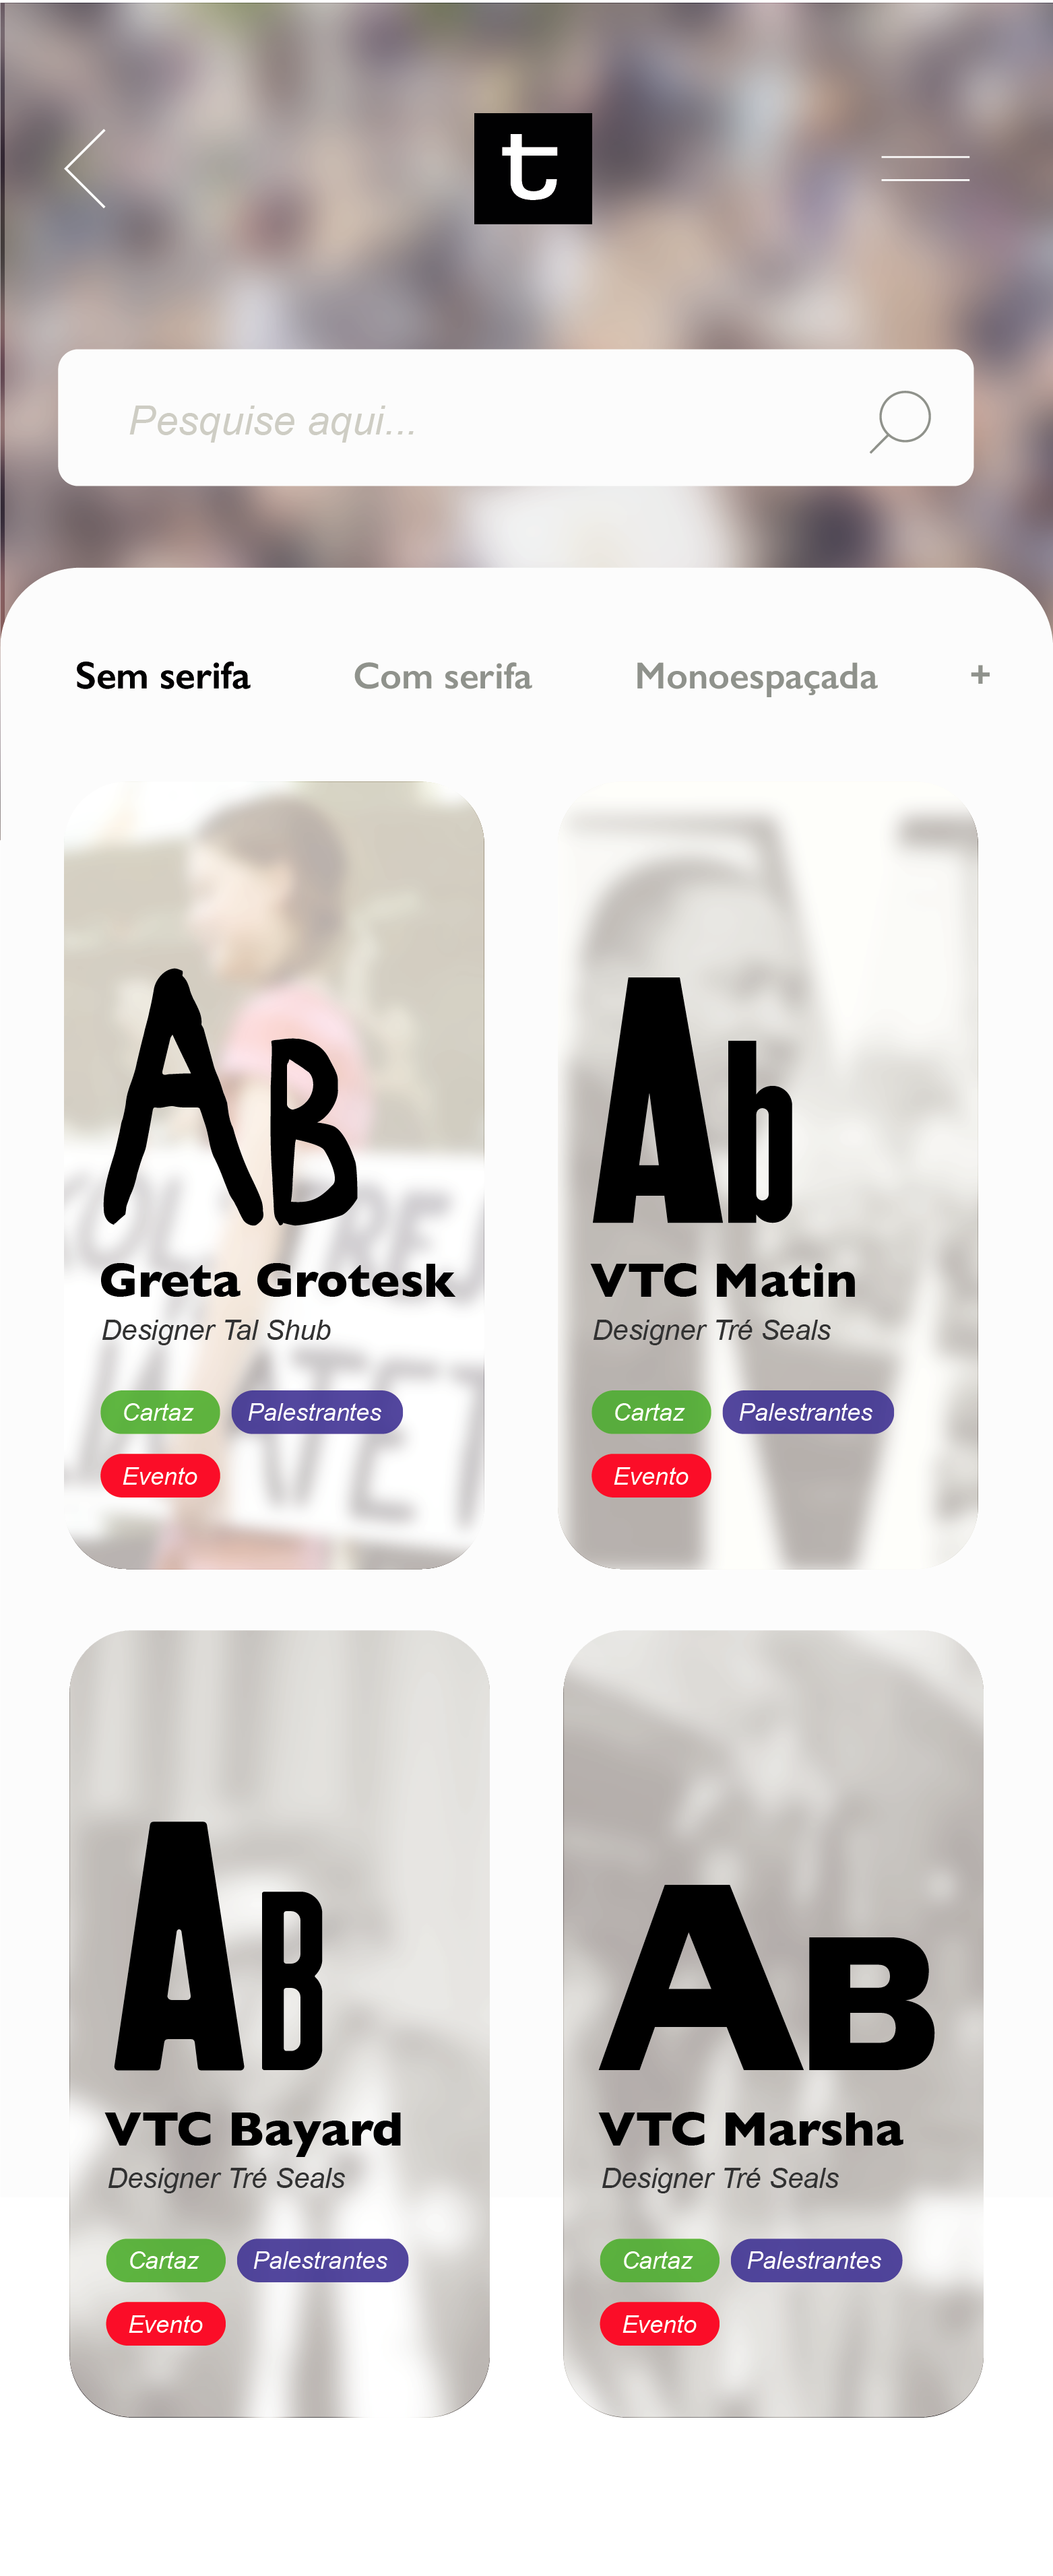 t
Pesquise aqui...
Sem serifa Com serifa Monoespaçada +
AB
Greta Grotesk
Designer Tal Shub
Cartaz Palestrantes
Evento
Ab
VTC Matin
Designer Tré Seals
Cartaz Palestrantes
Evento
AB
VTC Bayard
Designer Tré Seals
Cartaz Palestrantes
Evento
AB
VTC Marsha
Designer Tré Seals
Cartaz Palestrantes
Evento